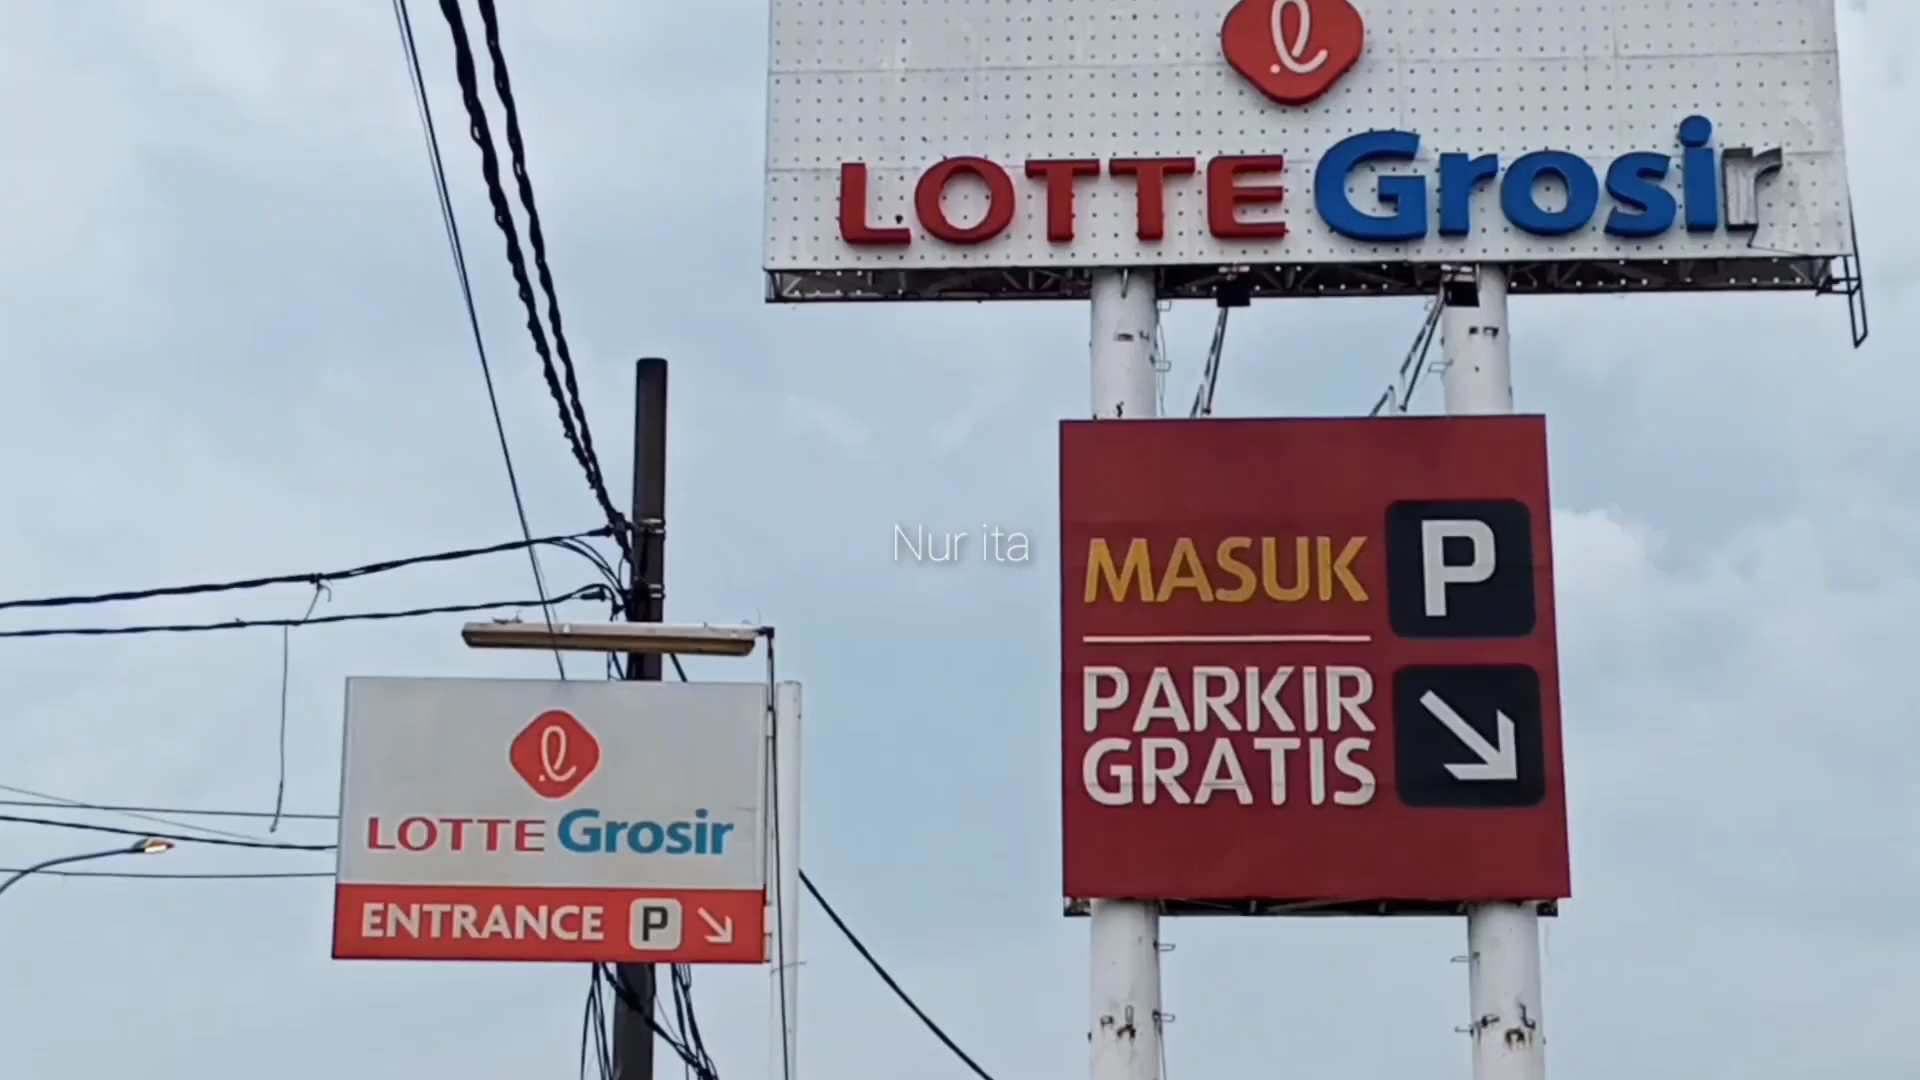 LOTTE Grosir
MASUK P
PARKIR
GRATIS
Nur ita
LOTTE Grosir
ENTRANCE P